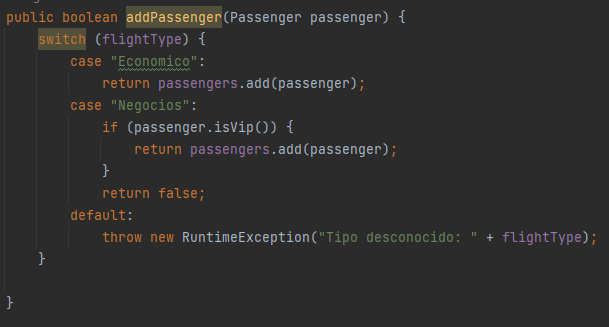 public boolean addPassenger(Passenger passenger) {
switch (flightType) {
case "Economico":
return passengers.add(passenger);
case "Negocios":
if (passenger.isVip()) {
return passengers.add(passenger);
}
return false;
default:
throw new RuntimeException("Tipo desconocido: " + flightType);
}
}